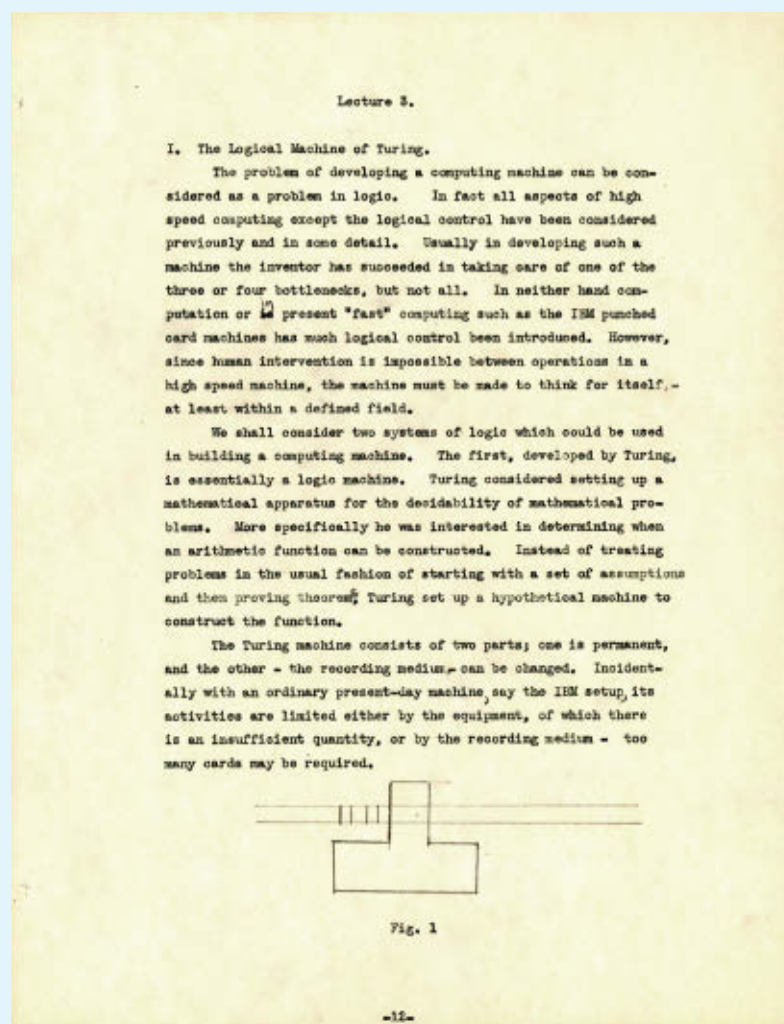 Lecture 3.
I. The Logical Machine of Turing.
The problem of developing a computing machine can be con-
sidered as a problem in logic. In fact all aspects of high
speed computing except the logical control have been considered
previously and in some detail. Usually in developing such a
machine the inventor has succeeded in taking care of one of the
three or four bottlenecks, but not all. In neither hand com-
putation or in present "fast" computing such as the IBM punched
card machines has much logical control been introduced. However,
since human intervention is impossible between operations in a
high speed machine, the machine must be made to think for itself,-
at least within a defined field.
We shall consider two systems of logic which could be used
in building a computing machine. The first, developed by Turing,
is essentially a logic machine. Turing considered setting up a
mathematical apparatus for the decidability of mathematical pro-
blems. More specifically he was interested in determining when
an arithmetic function can be constructed. Instead of treating
problems in the usual fashion of starting with a set of assumptions
and then proving theorems, Turing set up a hypothetical machine to
construct the function.
The Turing machine consists of two parts; one is permanent,
and the other - the recording medium,- can be changed. Incident-
ally with an ordinary present-day machine, say the IBM setup, its
activities are limited either by the equipment, of which there
is an insufficient quantity, or by the recording medium - too
many cards may be required.
Fig. 1
-12-